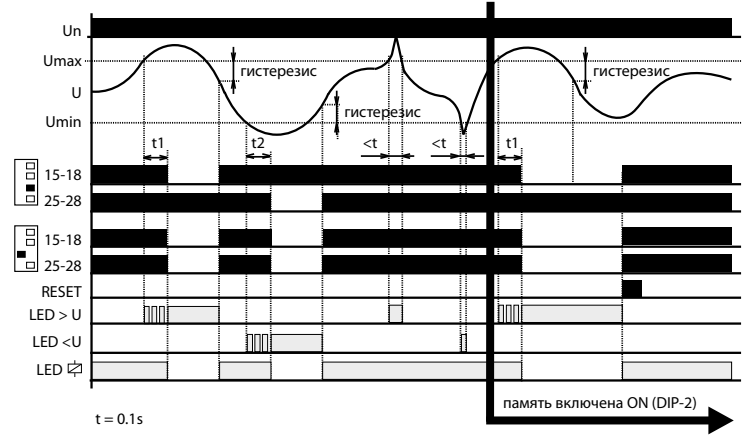 Un
Umax
гистерезис
гистерезис
U
гистерезис
Umin
t1
t2
<t
<t
t1
15-18
25-28
15-18
25-28
RESET
LED > U
LED <U
LED
память включена ON (DIP-2)
t = 0.1s